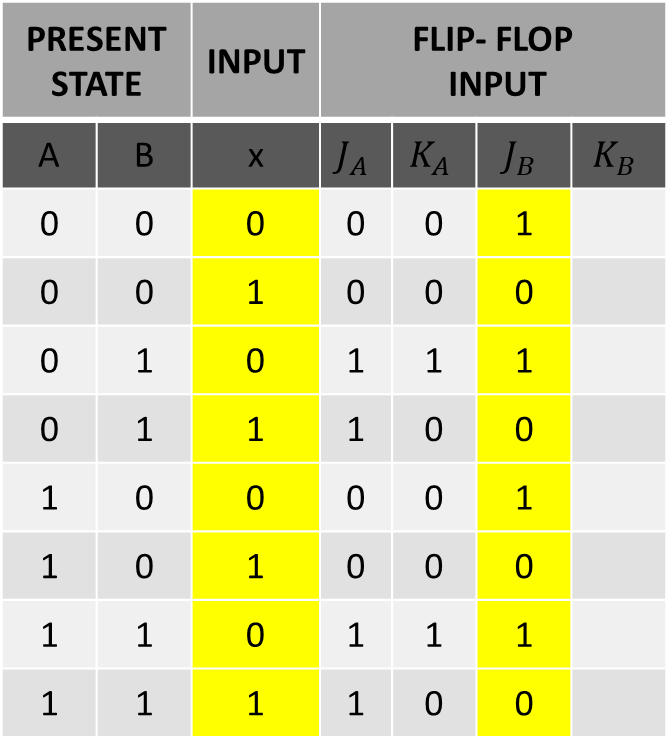 PRESENT STATE INPUT FLIP- FLOP INPUT
A B x J_A K_A J_B K_B
0 0 0 0 0 1
0 0 1 0 0 0
0 1 0 1 1 1
0 1 1 1 0 0
1 0 0 0 0 1
1 0 1 0 0 0
1 1 0 1 1 1
1 1 1 1 0 0